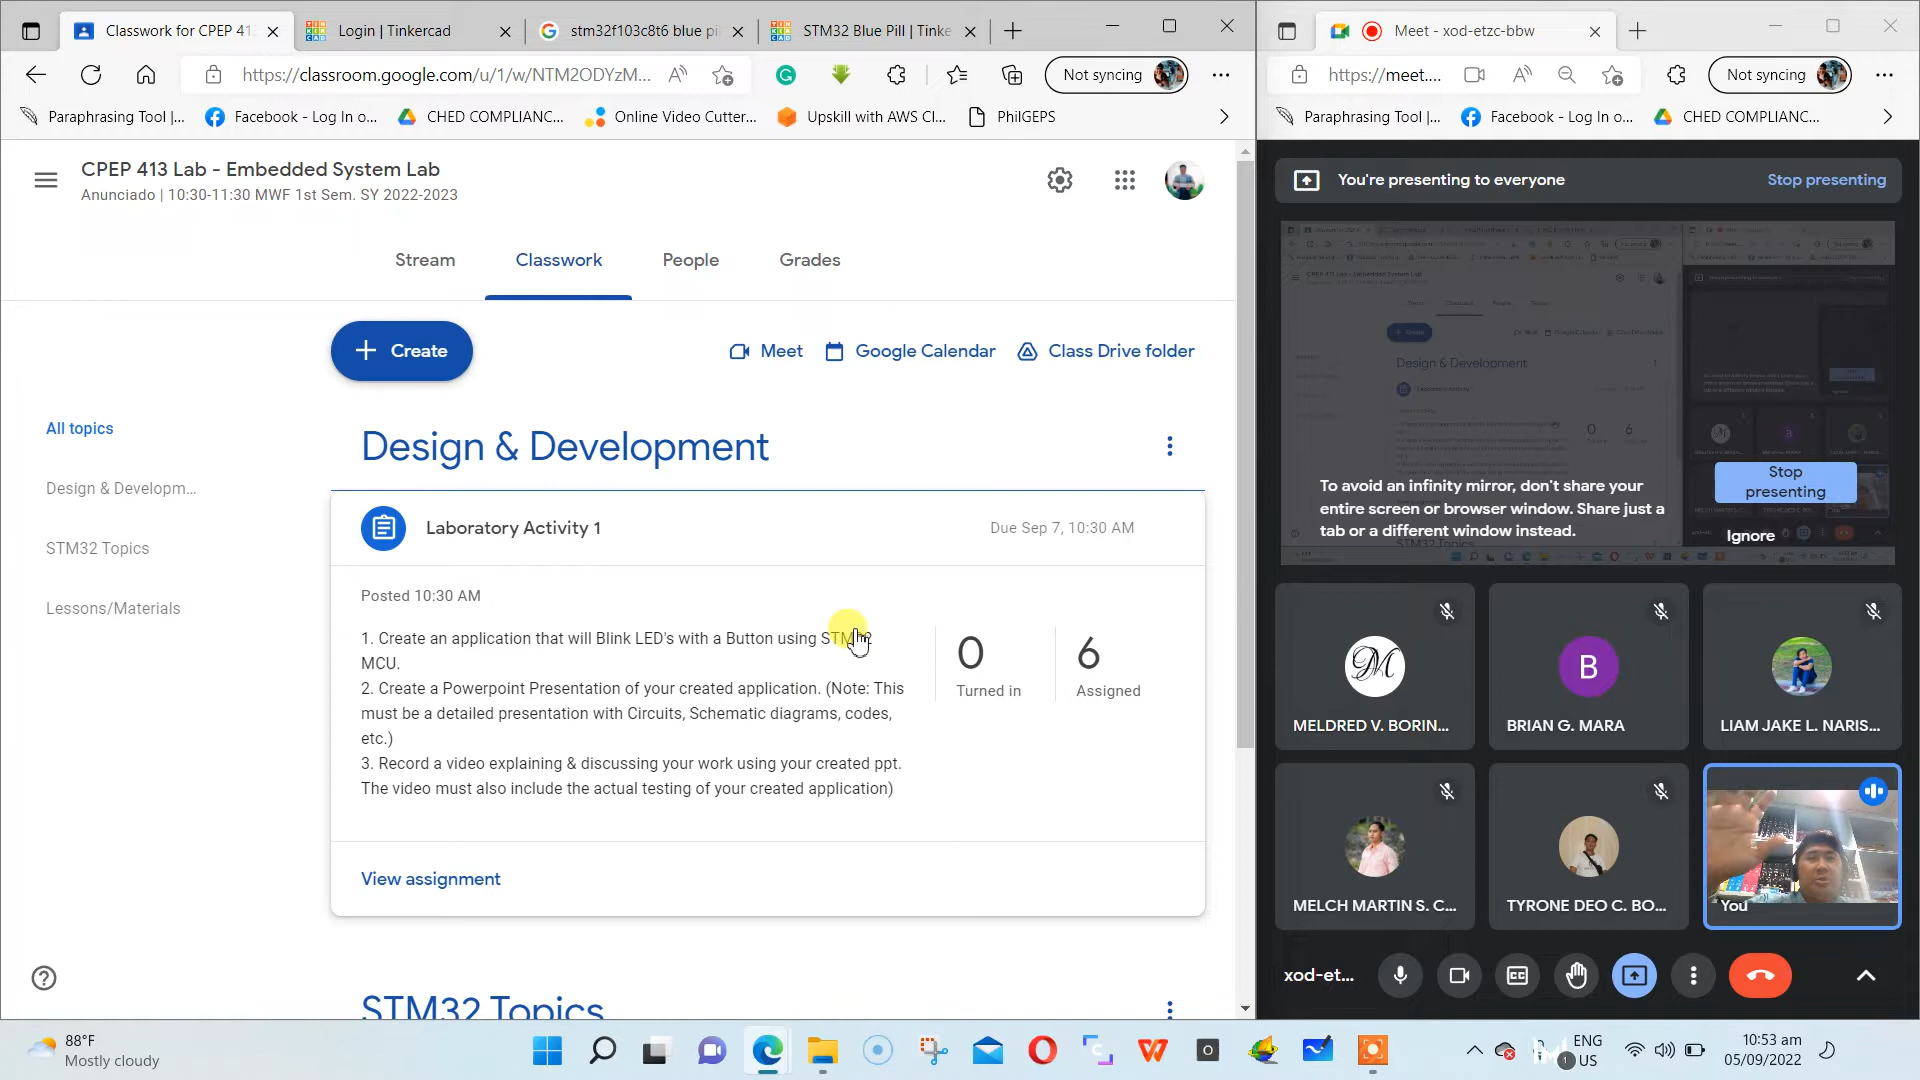 Classwork for CPEP 41
Login | Tinkercad
stm32f103c8t6 blue pi
STM32 Blue Pill | Tinke
https://classroom.google.com/u/1/w/NTM2ODYzM...
Not syncing
Paraphrasing Tool |...
Facebook - Log In o...
CHED COMPLIANC...
Online Video Cutter...
Upskill with AWS Cl...
PhilGEPS
CPEP 413 Lab - Embedded System Lab
Anunciado | 10:30-11:30 MWF 1st Sem. SY 2022-2023
Stream
Classwork
People
Grades
Create
Meet
Google Calendar
Class Drive folder
All topics
Design & Developm...
STM32 Topics
Lessons/Materials
Design & Development
Laboratory Activity 1
Due Sep 7, 10:30 AM
Posted 10:30 AM
1. Create an application that will Blink LED's with a Button using STM32
MCU.
2. Create a Powerpoint Presentation of your created application. (Note: This
must be a detailed presentation with Circuits, Schematic diagrams, codes,
etc.)
3. Record a video explaining & discussing your work using your created ppt.
The video must also include the actual testing of your created application)
0
Turned in
6
Assigned
View assignment
STM32 Topics
Meet - xod-etzc-bbw
https://meet....
Not syncing
Paraphrasing Tool |...
Facebook - Log In o...
CHED COMPLIANC...
You're presenting to everyone
Stop presenting
Design & Development
To avoid an infinity mirror, don't share your
entire screen or browser window. Share just a
tab or a different window instead.
Stop
presenting
Ignore
MELDRED V. BORIN...
B
BRIAN G. MARA
LIAM JAKE L. NARIS...
MELCH MARTIN S. C...
TYRONE DEO C. BO...
You
xod-et...
88°F
Mostly cloudy
ENG
US
10:53 am
05/09/2022